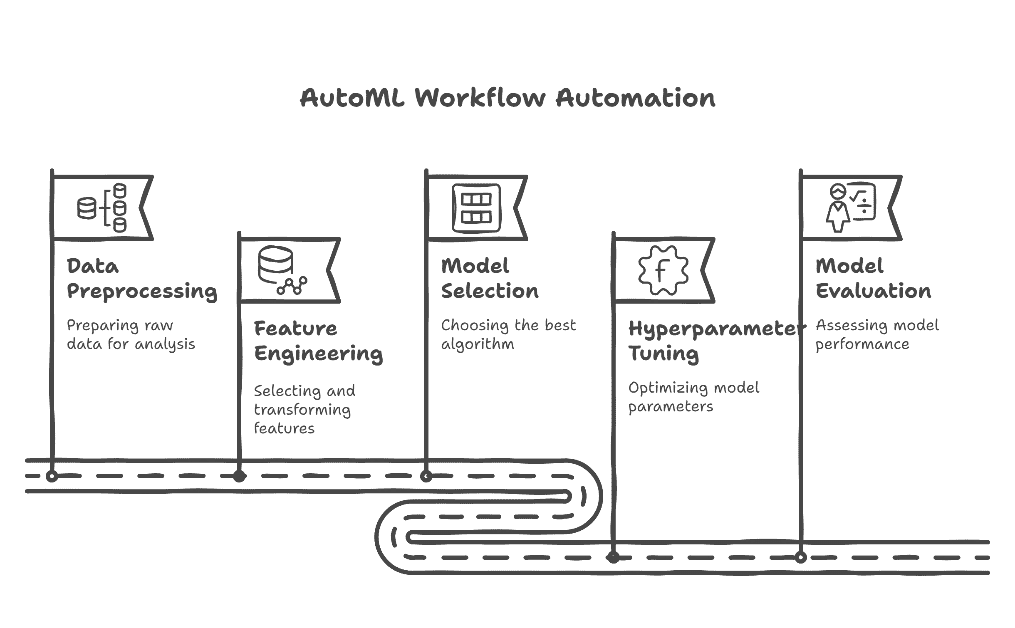 AutoML Workflow Automation
Data
Preprocessing
Preparing raw
data for analysis
Feature
Engineering
Selecting and
transforming
features
Model
Selection
Choosing the best
algorithm
f
Hyperparameter
Tuning
Optimizing model
parameters
Model
Evaluation
Assessing model
performance